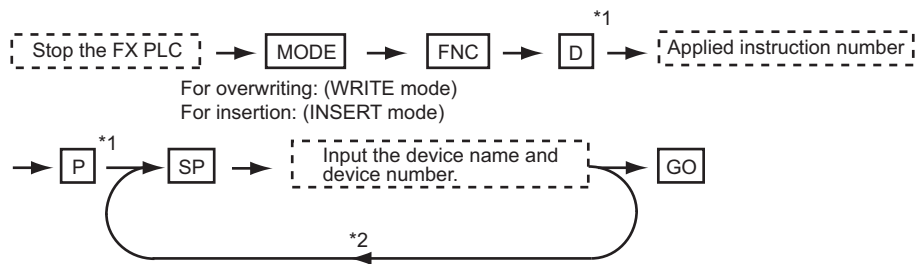 *1
Stop the FX PLC MODE FNC D Applied instruction number
For overwriting: (WRITE mode)
For insertion: (INSERT mode)
P *1 SP Input the device name and device number. GO
*2